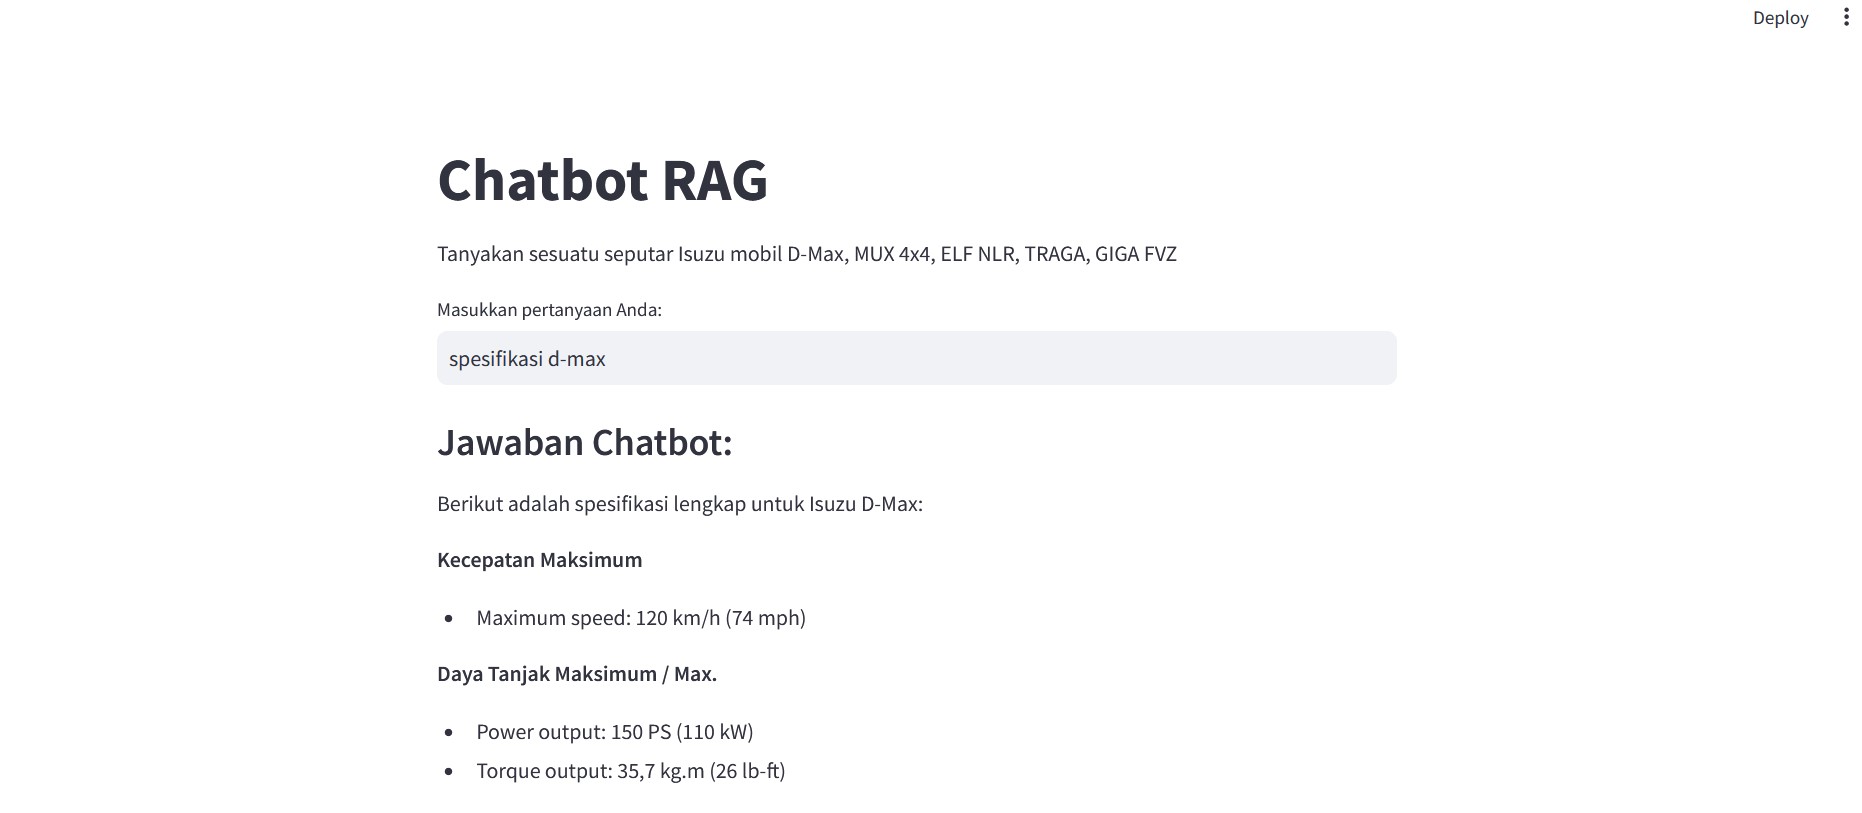 Deploy
Chatbot RAG
Tanyakan sesuatu seputar Isuzu mobil D-Max, MUX 4x4, ELF NLR, TRAGA, GIGA FVZ
Masukkan pertanyaan Anda:
spesifikasi d-max
Jawaban Chatbot:
Berikut adalah spesifikasi lengkap untuk Isuzu D-Max:
Kecepatan Maksimum
• Maximum speed: 120 km/h (74 mph)
Daya Tanjak Maksimum / Max.
• Power output: 150 PS (110 kW)
• Torque output: 35,7 kg.m (26 lb-ft)